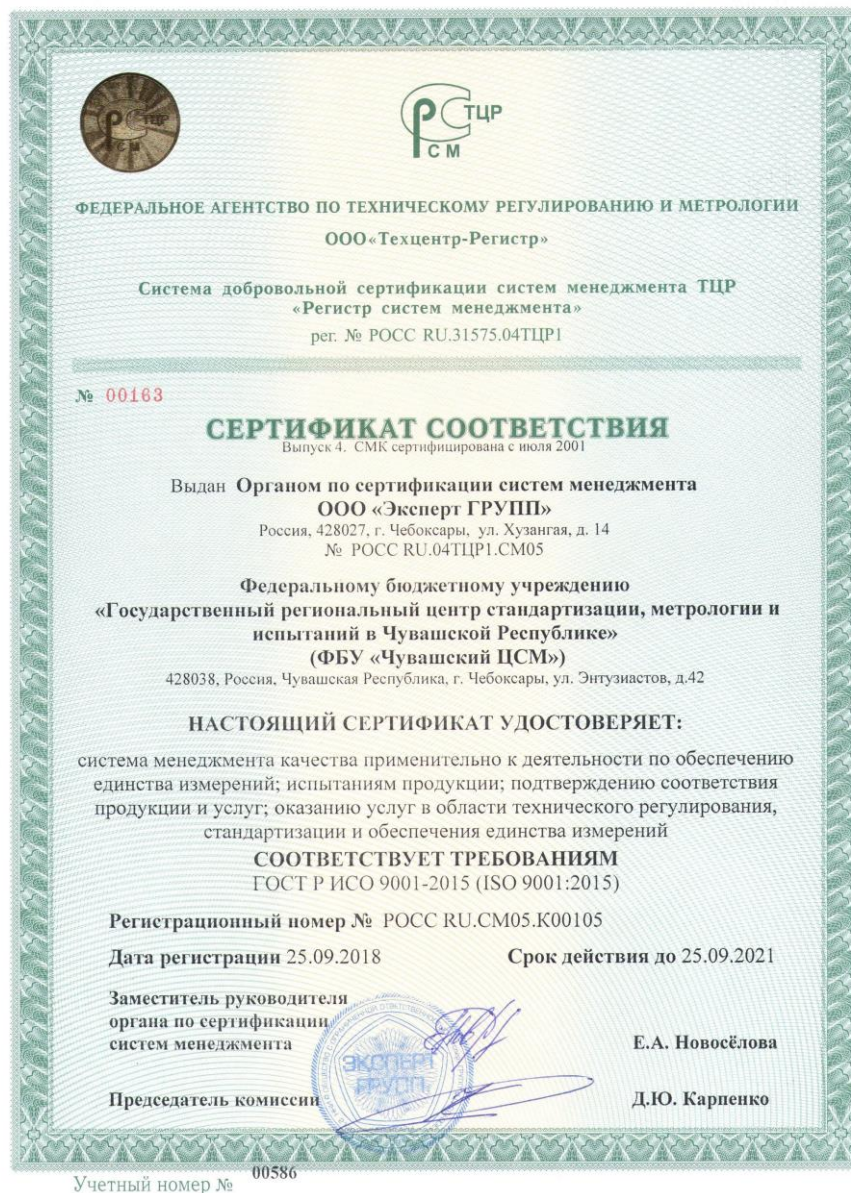 РС ТЦР
СМ
РС ТЦР
СМ
ФЕДЕРАЛЬНОЕ АГЕНТСТВО ПО ТЕХНИЧЕСКОМУ РЕГУЛИРОВАНИЮ И МЕТРОЛОГИИ
ООО«Техцентр-Регистр»
Система добровольной сертификации систем менеджмента ТЦР
«Регистр систем менеджмента»
рег. № РОСС RU.31575.04ТЦР1
№ 00163
СЕРТИФИКАТ СООТВЕТСТВИЯ
Выпуск 4. СМК сертифицирована с июля 2001
Выдан Органом по сертификации систем менеджмента
ООО «Эксперт ГРУПП»
Россия, 428027, г. Чебоксары, ул. Хузангая, д. 14
№ РОСС RU.04ТЦР1.СМ05
Федеральному бюджетному учреждению
«Государственный региональный центр стандартизации, метрологии и
испытаний в Чувашской Республике»
(ФБУ «Чувашский ЦСМ»)
428038, Россия, Чувашская Республика, г. Чебоксары, ул. Энтузиастов, д.42
НАСТОЯЩИЙ СЕРТИФИКАТ УДОСТОВЕРЯЕТ:
система менеджмента качества применительно к деятельности по обеспечению
единства измерений; испытаниям продукции; подтверждению соответствия
продукции и услуг; оказанию услуг в области технического регулирования,
стандартизации и обеспечения единства измерений
СООТВЕТСТВУЕТ ТРЕБОВАНИЯМ
ГОСТ Р ИСО 9001-2015 (ISO 9001:2015)
Регистрационный номер № РОСС RU.СМ05.К00105
Дата регистрации 25.09.2018 Срок действия до 25.09.2021
Заместитель руководителя
органа по сертификации
систем менеджмента Е.А. Новосёлова
ЭКСПЕРТ
ГРУПП
Председатель комиссии Д.Ю. Карпенко
Учетный номер № 00586